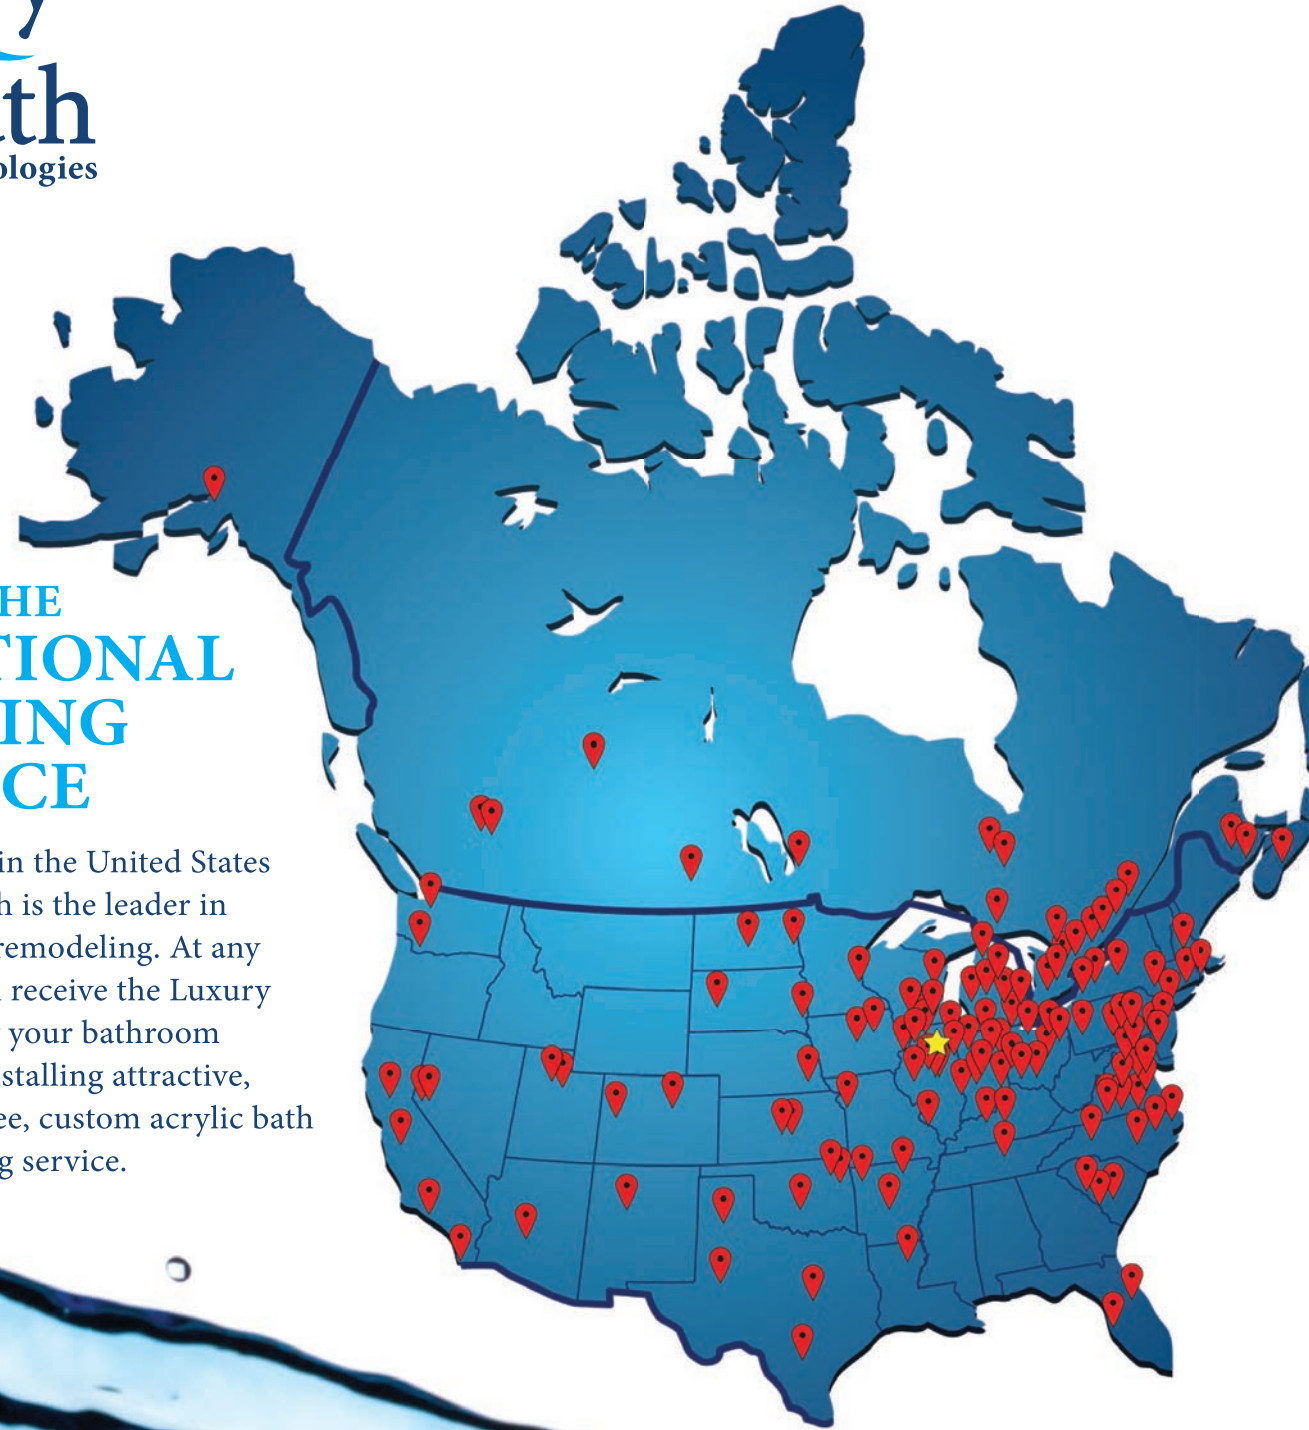 y
ath
ologies
HE
TIONAL
ING
CE
in the United States
h is the leader in
remodeling. At any
receive the Luxury
your bathroom
stalling attractive,
ee, custom acrylic bath
g service.